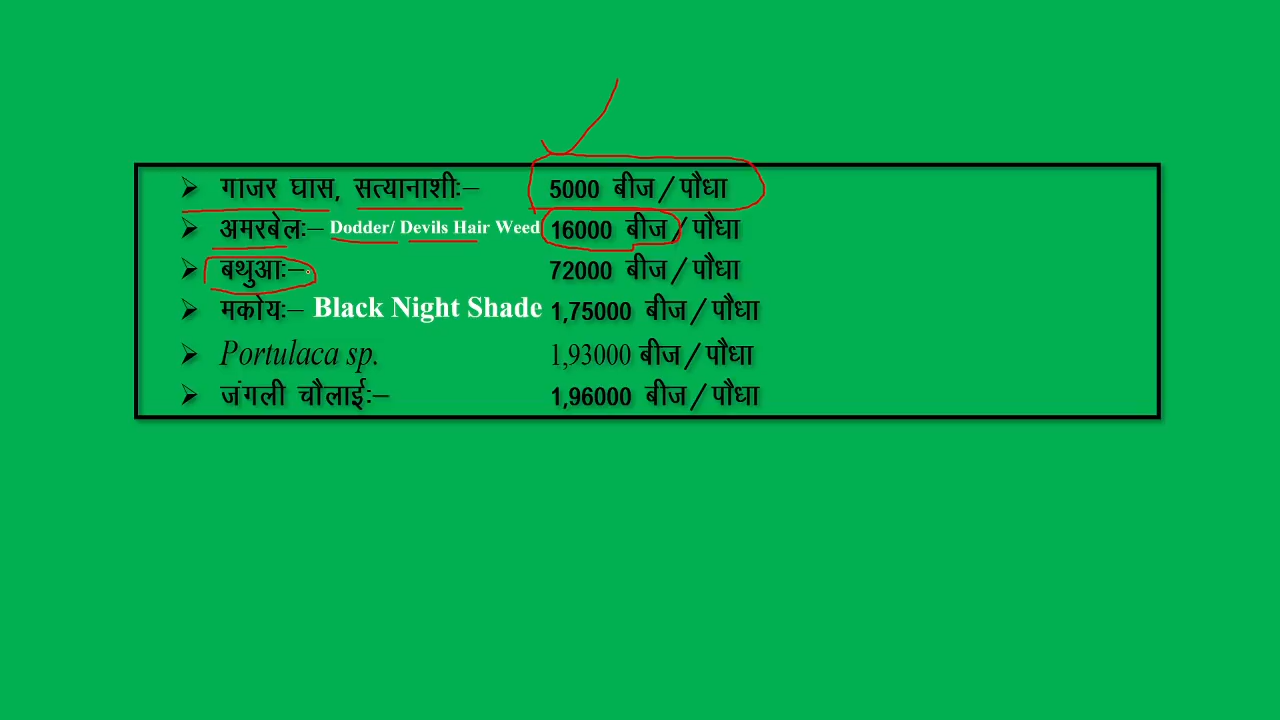 गाजर घास, सत्यानाशीः– 5000 बीज/पौधा
अमरबेलः– Dodder/ Devils Hair Weed 16000 बीज/पौधा
बथुआः– 72000 बीज/पौधा
मकोयः– Black Night Shade 1,75000 बीज/पौधा
Portulaca sp. 1,93000 बीज/पौधा
जंगली चौलाईः– 1,96000 बीज/पौधा